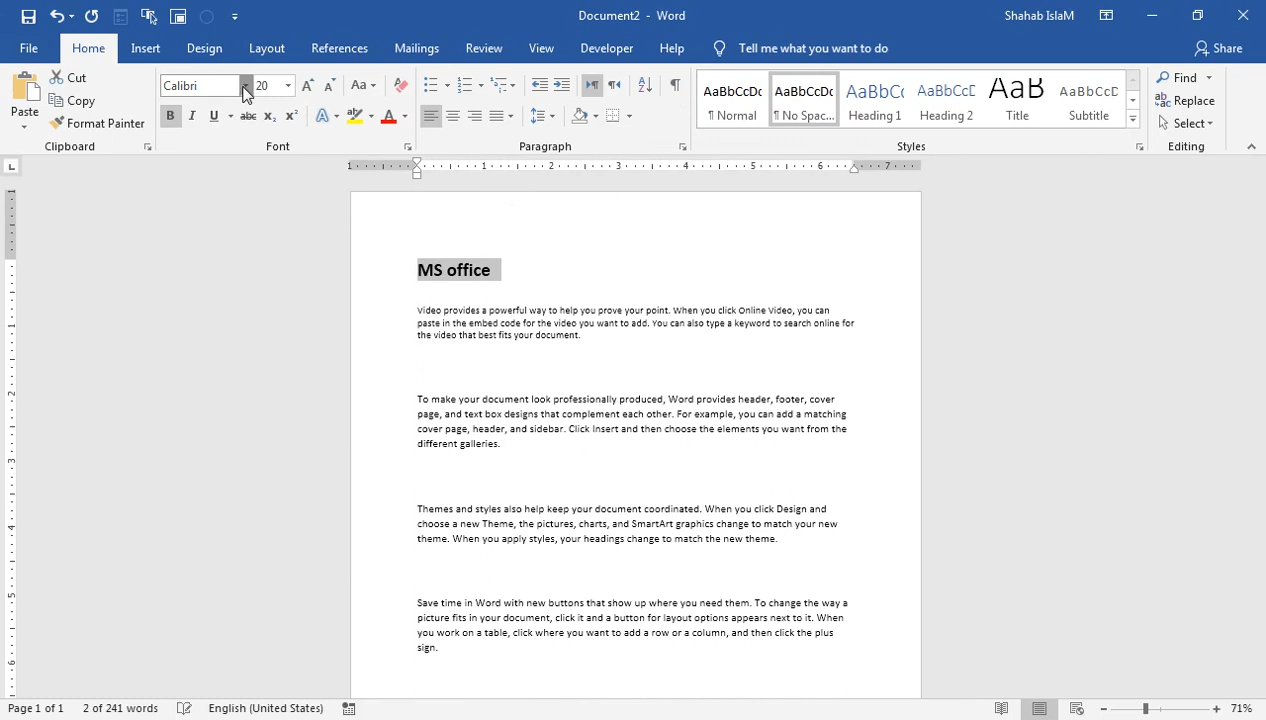 Document2 - Word
Shahab IslaM
File Home Insert Design Layout References Mailings Review View Developer Help Tell me what you want to do Share
Paste
Cut
Copy
Format Painter
Clipboard
Calibri 20
Font
Paragraph
AaBbCcDc AaBbCcDc AaBbCc AaBbCcD AaB AaBbCcD
¶ Normal ¶ No Spac... Heading 1 Heading 2 Title Subtitle
Styles
Find
Replace
Select
Editing
1 1 2 3 4 5 6 7
MS office
Video provides a powerful way to help you prove your point. When you click Online Video, you can
paste in the embed code for the video you want to add. You can also type a keyword to search online for
the video that best fits your document.
To make your document look professionally produced, Word provides header, footer, cover
page, and text box designs that complement each other. For example, you can add a matching
cover page, header, and sidebar. Click Insert and then choose the elements you want from the
different galleries.
Themes and styles also help keep your document coordinated. When you click Design and
choose a new Theme, the pictures, charts, and SmartArt graphics change to match your new
theme. When you apply styles, your headings change to match the new theme.
Save time in Word with new buttons that show up where you need them. To change the way a
picture fits in your document, click it and a button for layout options appears next to it. When
you work on a table, click where you want to add a row or a column, and then click the plus
sign.
Page 1 of 1 2 of 241 words English (United States) 71%